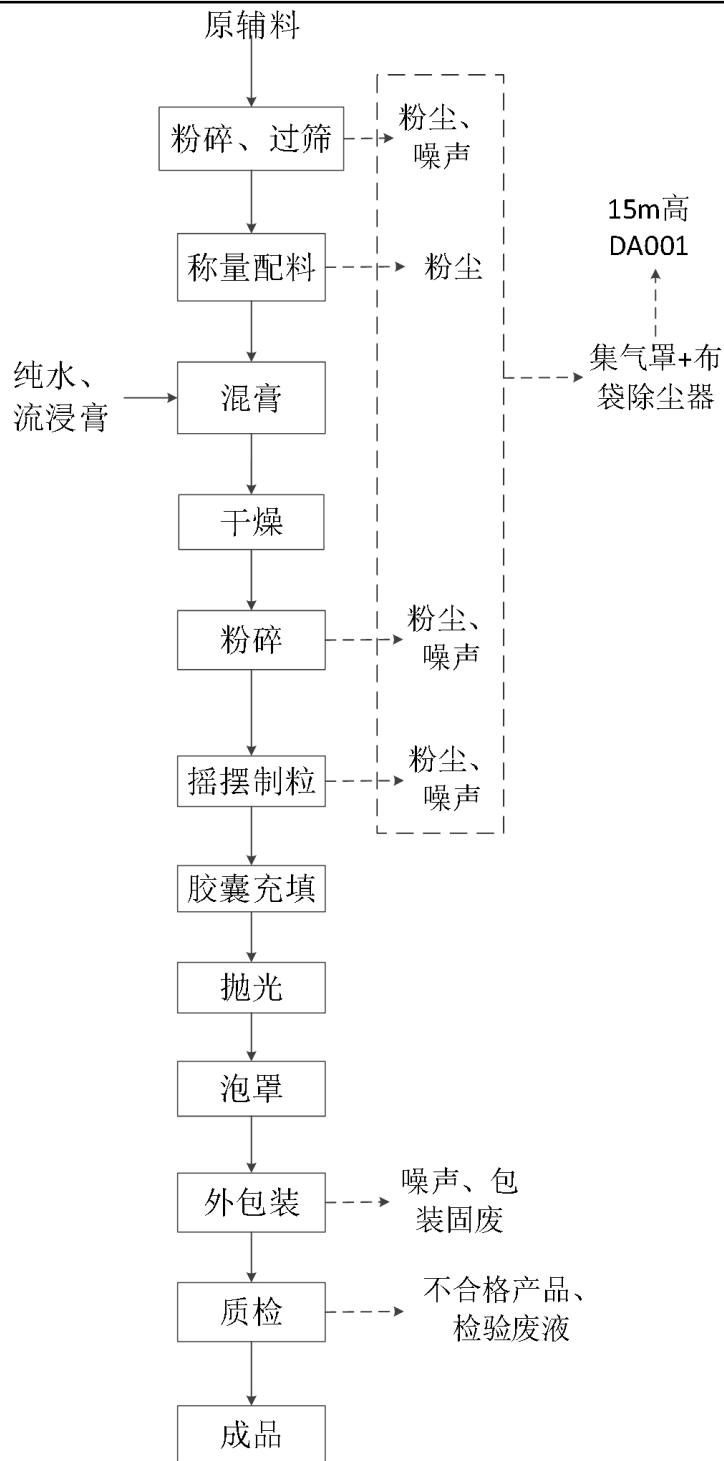 原辅料
粉碎、过筛
粉尘、
噪声
15m高
DA001
称量配料
粉尘
纯水、
流浸膏
混膏
集气罩+布
袋除尘器
干燥
粉碎
粉尘、
噪声
摇摆制粒
粉尘、
噪声
胶囊充填
抛光
泡罩
外包装
噪声、包
装固废
质检
不合格产品、
检验废液
成品